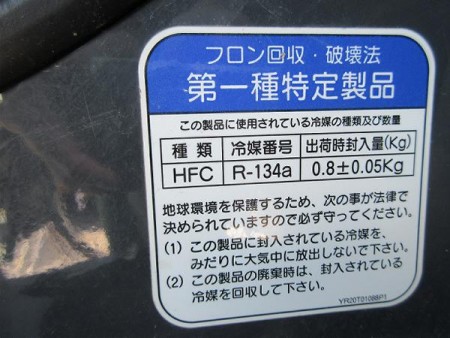 フロン回収・破壊法
第一種特定製品
この製品に使用されている冷媒の種類及び数量
種類 冷媒番号 出荷時封入量(Kg)
HFC R-134a 0.8±0.05Kg
地球環境を保護するため、次の事が法律で
決められていますので必ず守ってください。
(1) この製品に封入されている冷媒を、
みだりに大気中に放出しないで下さい。
(2) この製品の廃棄時は、封入されている
冷媒を回収して下さい。
YR20T01088P1